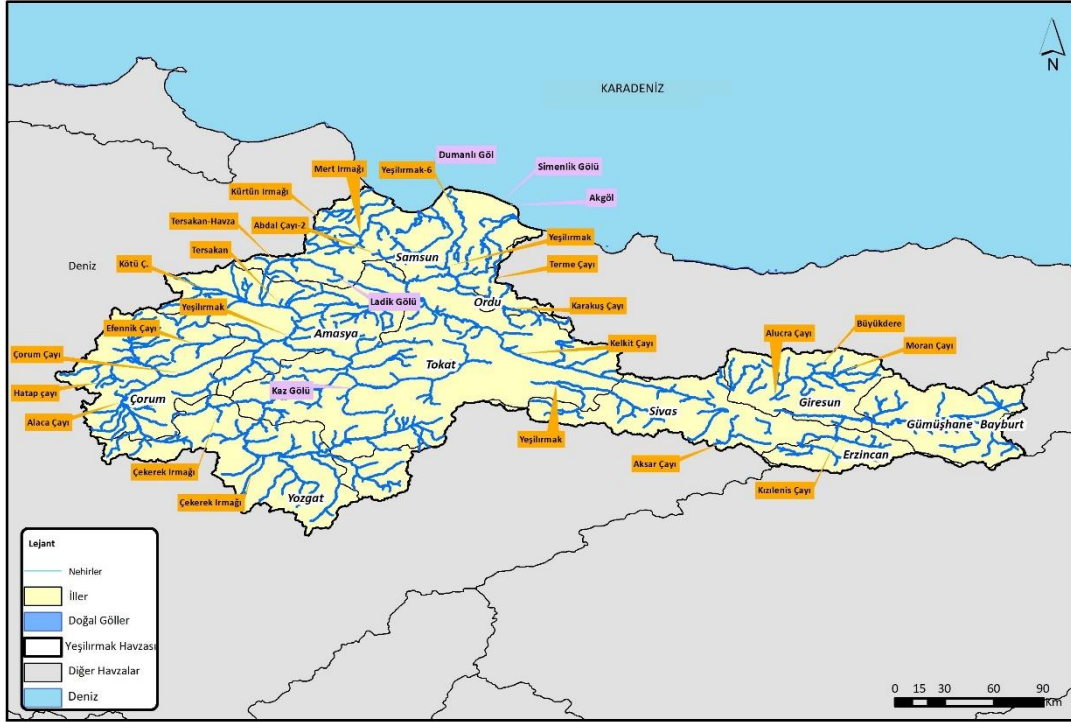 N
KARADENİZ
Dumanlı Göl
Simenlik Gölü
Mert Irmağı
Yeşilırmak-6
Kürtün Irmağı
Akgöl
Tersakan-Havza
Abdal Çayı-2
Yeşilırmak
Tersakan
Samsun
Deniz
Kötü Ç.
Terme Çayı
Ladik Gölü
Ordu
Yeşilırmak
Karakuş Çayı
Efennik Çayı
Amasya
Alucra Çayı
Büyükdere
Kelkit Çayı
Moran Çayı
Çorum Çayı
Tokat
Hatap çayı
Kaz Gölü
Çorum
Giresun
Sivas
Alaca Çayı
Gümüşhane
Bayburt
Yeşilırmak
Erzincan
Aksar Çayı
Çekerek Irmağı
Kızılenis Çayı
Çekerek Irmağı
Yozgat
Lejant
Nehirler
İller
Doğal Göller
Yeşilırmak Havzası
Diğer Havzalar
Deniz
0 15 30 60 90
Km